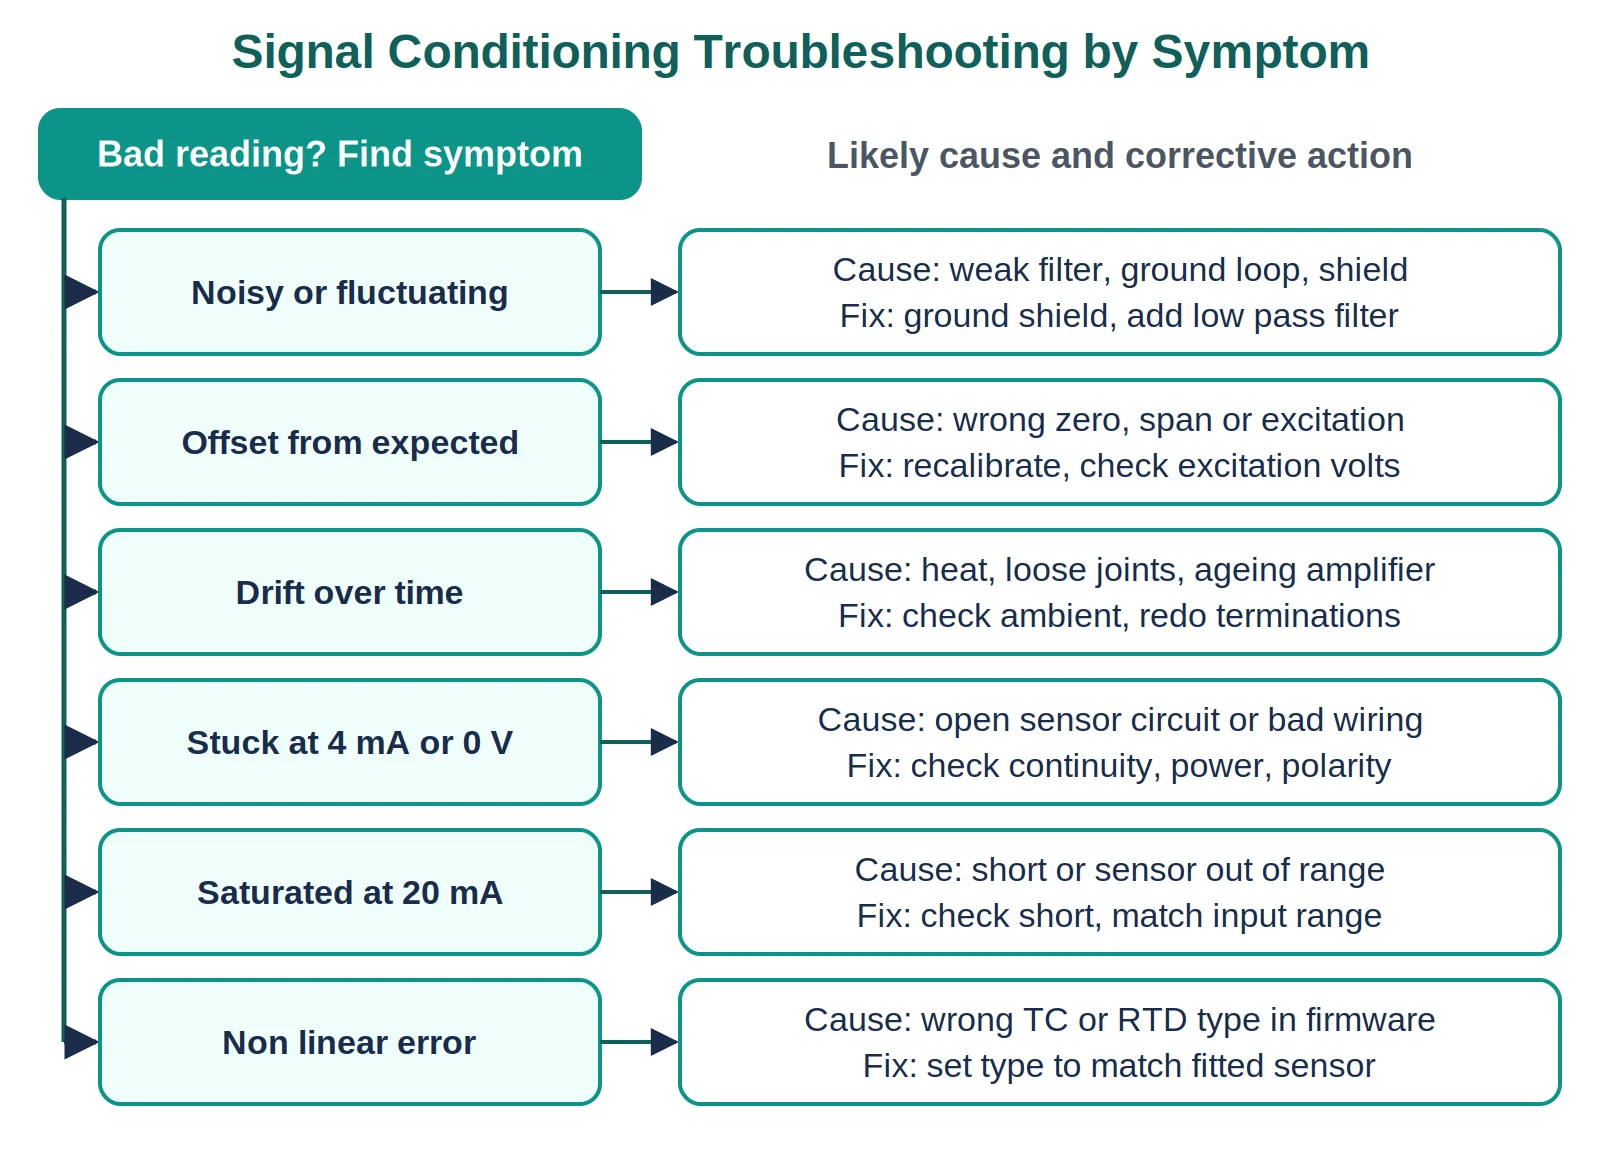 Signal Conditioning Troubleshooting by Symptom
Bad reading? Find symptom
Likely cause and corrective action
Noisy or fluctuating
Cause: weak filter, ground loop, shield
Fix: ground shield, add low pass filter
Offset from expected
Cause: wrong zero, span or excitation
Fix: recalibrate, check excitation volts
Drift over time
Cause: heat, loose joints, ageing amplifier
Fix: check ambient, redo terminations
Stuck at 4 mA or 0 V
Cause: open sensor circuit or bad wiring
Fix: check continuity, power, polarity
Saturated at 20 mA
Cause: short or sensor out of range
Fix: check short, match input range
Non linear error
Cause: wrong TC or RTD type in firmware
Fix: set type to match fitted sensor